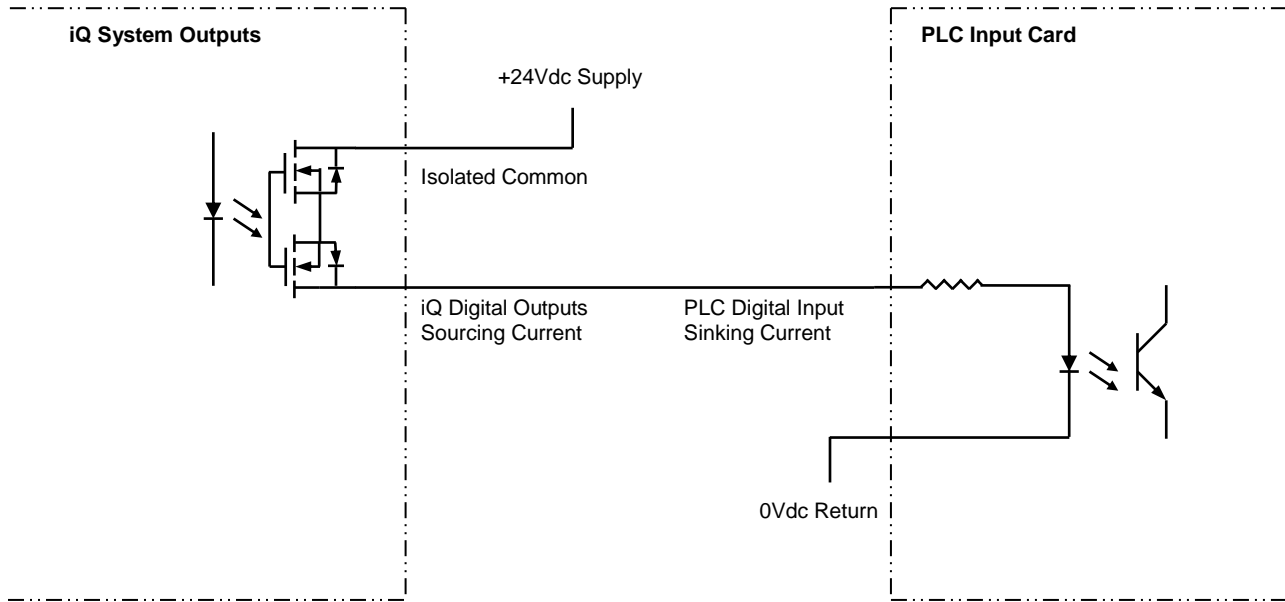 iQ System Outputs
PLC Input Card
+24Vdc Supply
Isolated Common
iQ Digital Outputs
Sourcing Current
PLC Digital Input
Sinking Current
0Vdc Return